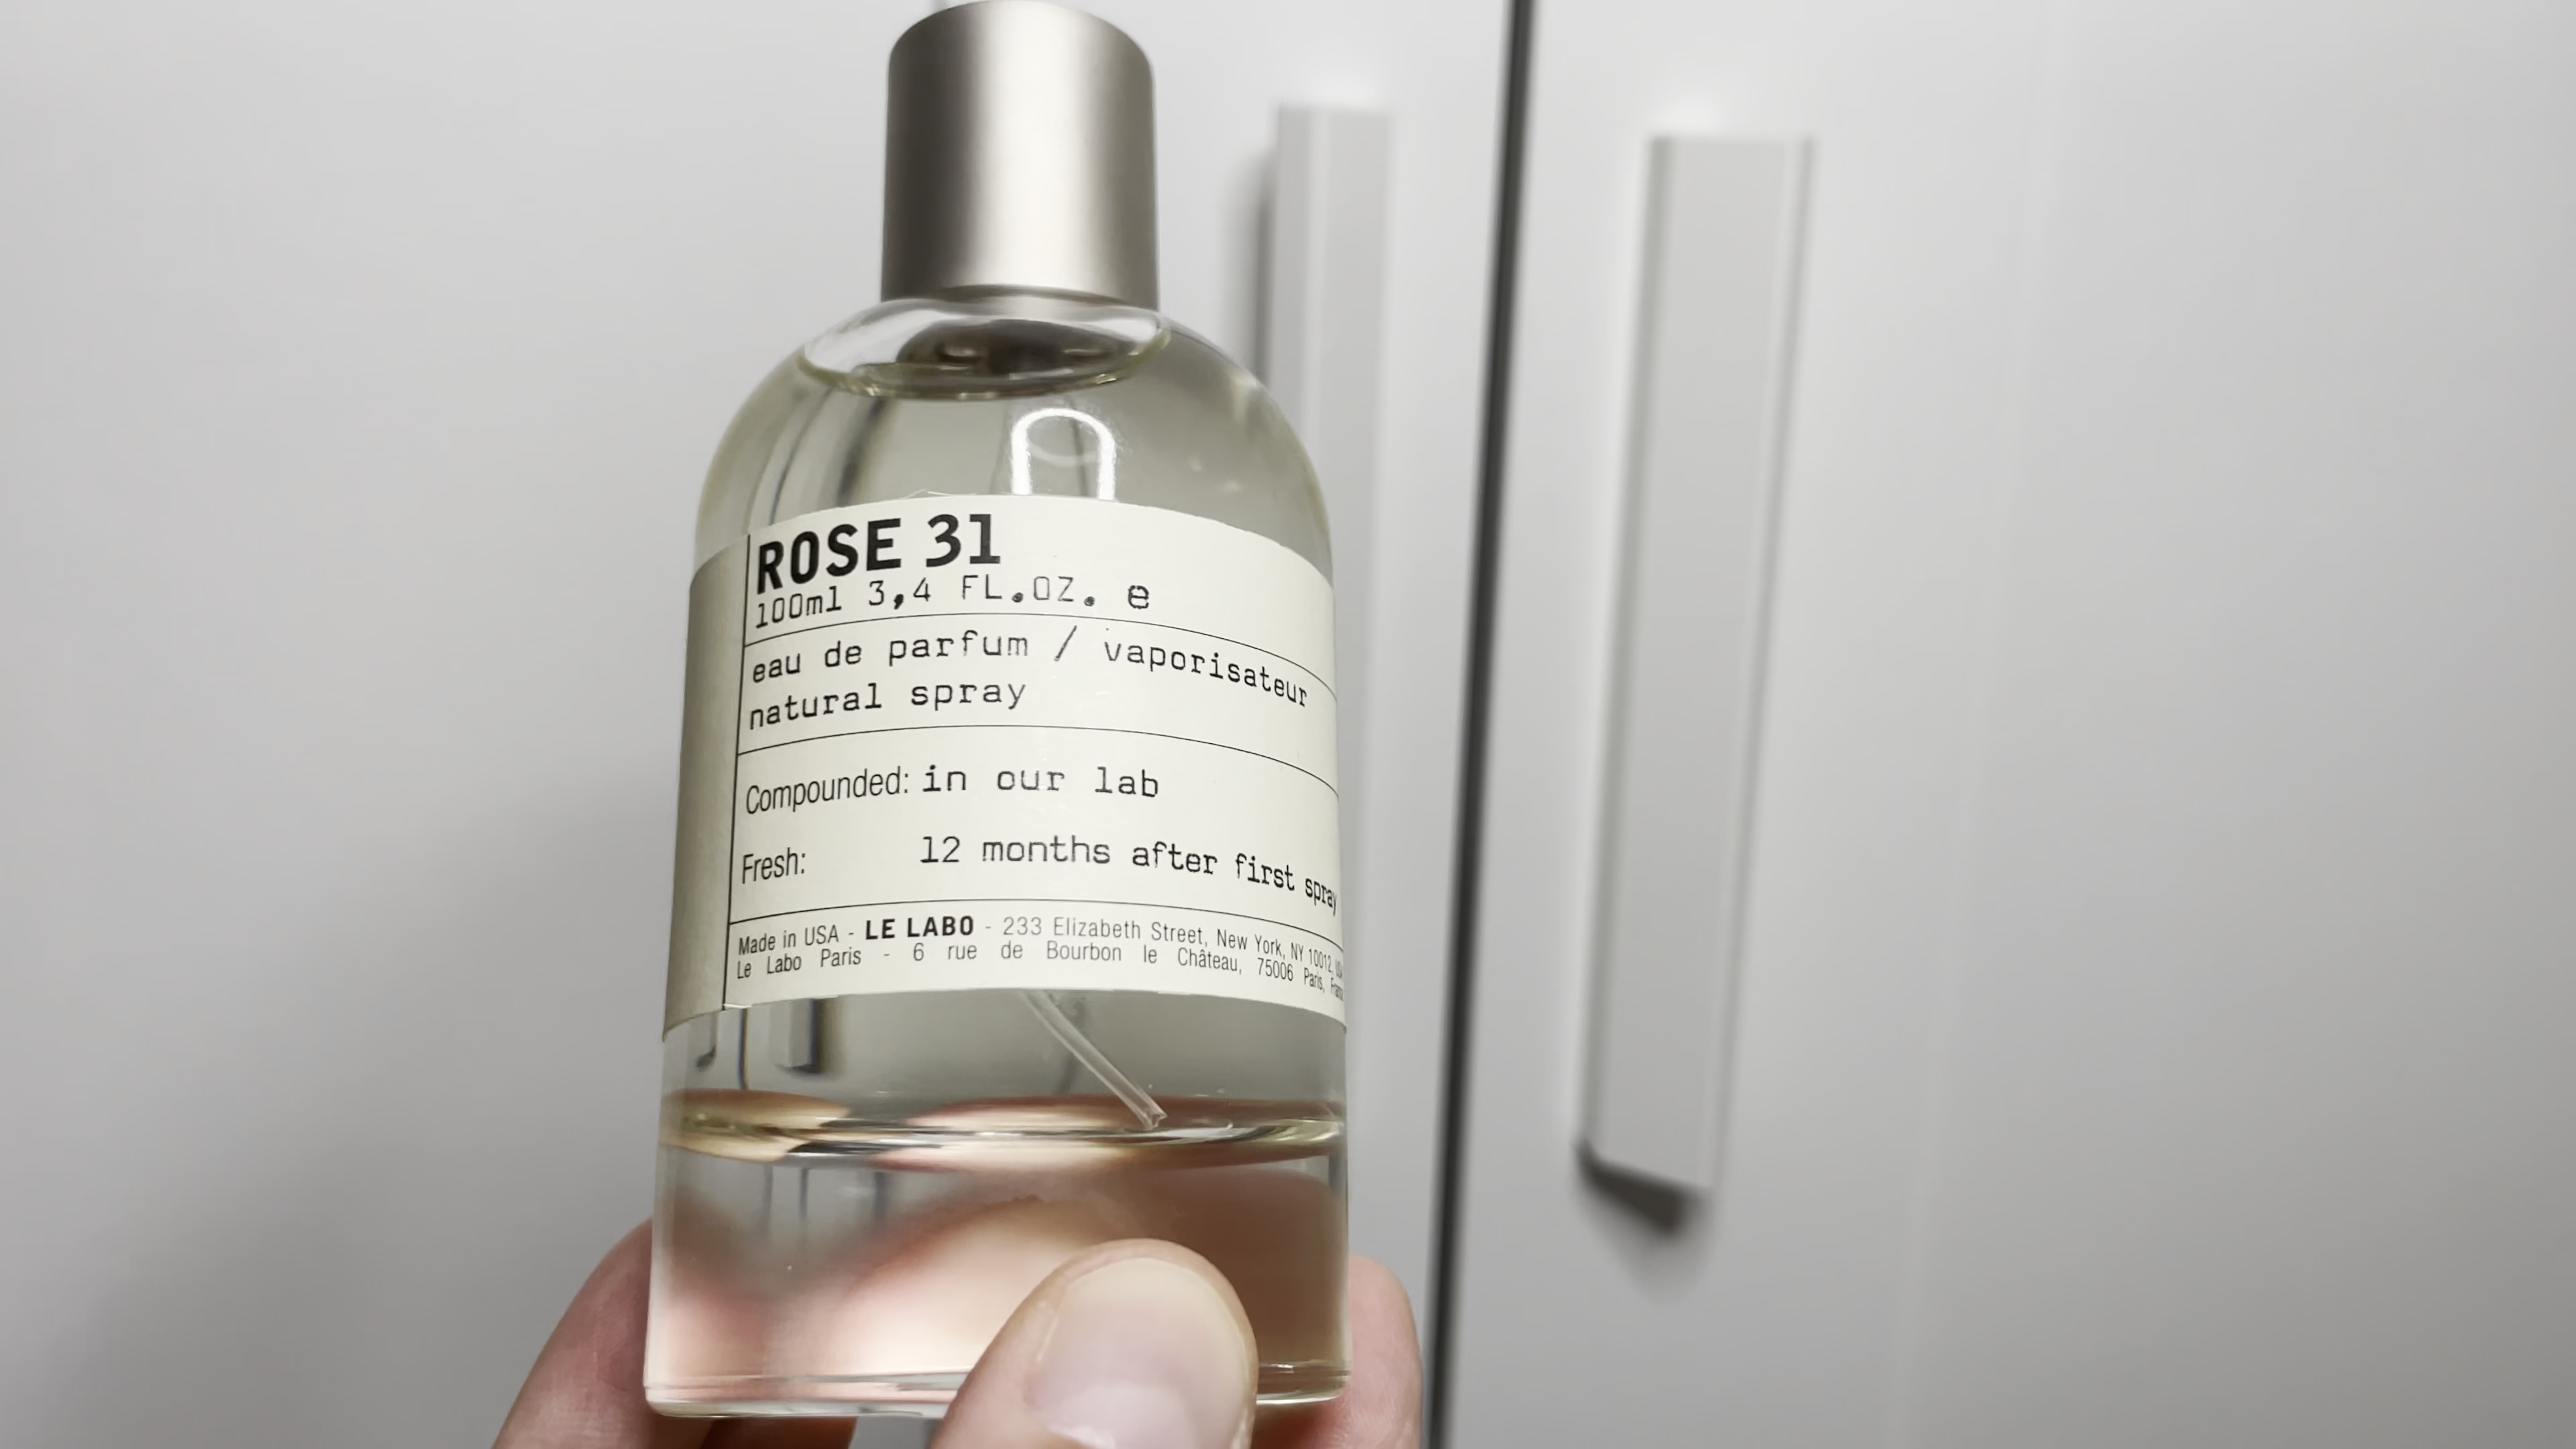 ROSE 31
100ml 3,4 FL.OZ. e
eau de parfum / vaporisateur
natural spray
Compounded: in our lab
Fresh: 12 months after first spray
Made in USA - LE LABO - 233 Elizabeth Street, New York, NY 10012,
Le Labo Paris - 6 rue de Bourbon le Château, 75006 Paris,